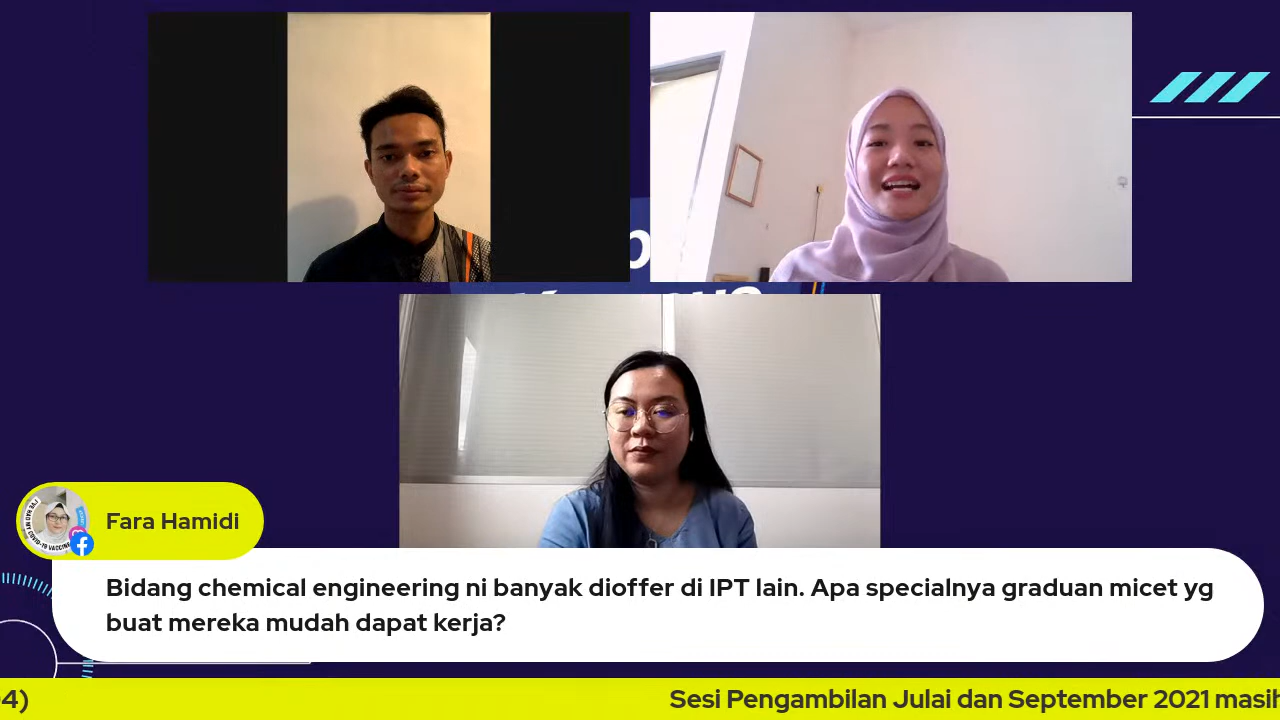 Fara Hamidi
Bidang chemical engineering ni banyak dioffer di IPT lain. Apa specialnya graduan micet yg
buat mereka mudah dapat kerja?
4) Sesi Pengambilan Julai dan September 2021 masih